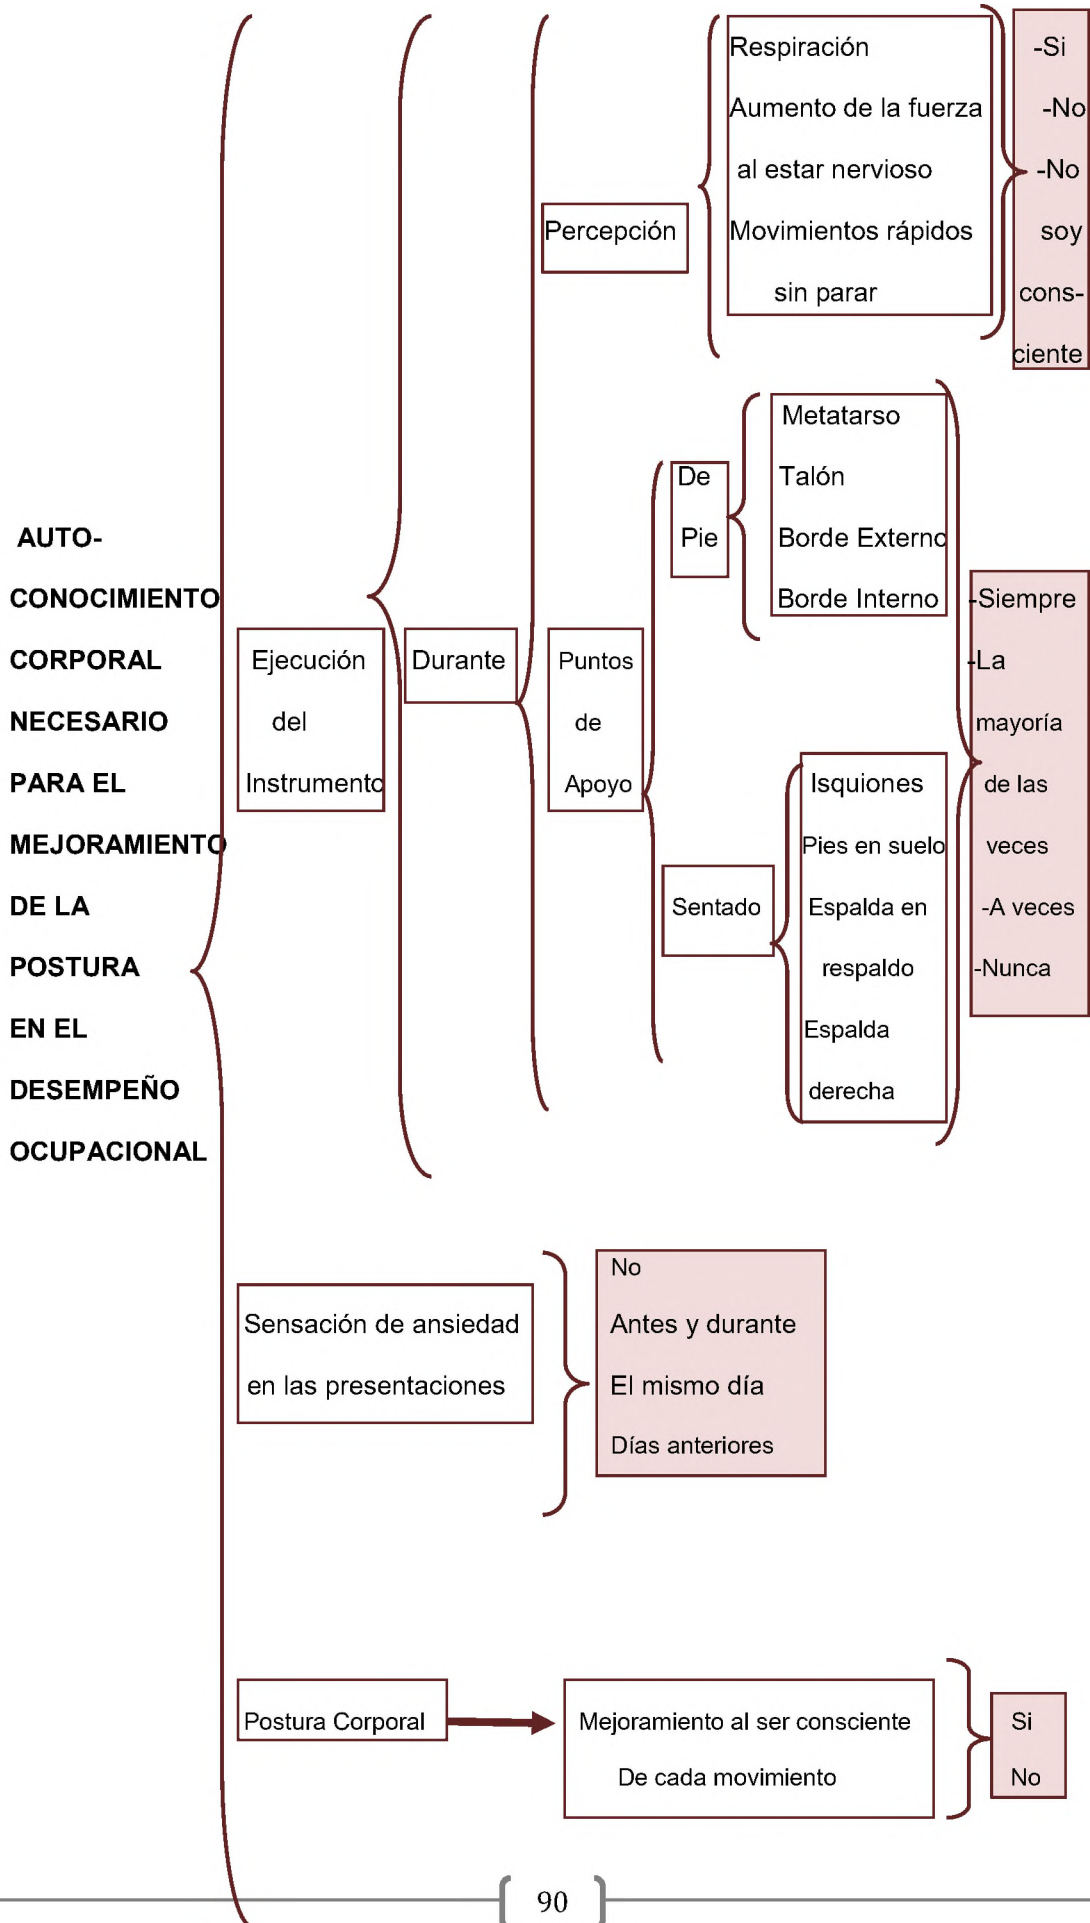 AUTO-
CONOCIMIENTO
CORPORAL
NECESARIO
PARA EL
MEJORAMIENTO
DE LA
POSTURA
EN EL
DESEMPEÑO
OCUPACIONAL
Ejecución
del
Instrumento
Durante
Percepción
Respiración
Aumento de la fuerza
al estar nervioso
Movimientos rápidos
sin parar
-Si
-No
-No
soy
cons-
ciente
Puntos
de
Apoyo
De
Pie
Metatarso
Talón
Borde Externo
Borde Interno
Sentado
Isquiones
Pies en suelo
Espalda en
respaldo
Espalda
derecha
-Siempre
-La
mayoría
de las
veces
-A veces
-Nunca
Sensación de ansiedad
en las presentaciones
No
Antes y durante
El mismo día
Días anteriores
Postura Corporal
Mejoramiento al ser consciente
De cada movimiento
Si
No
90